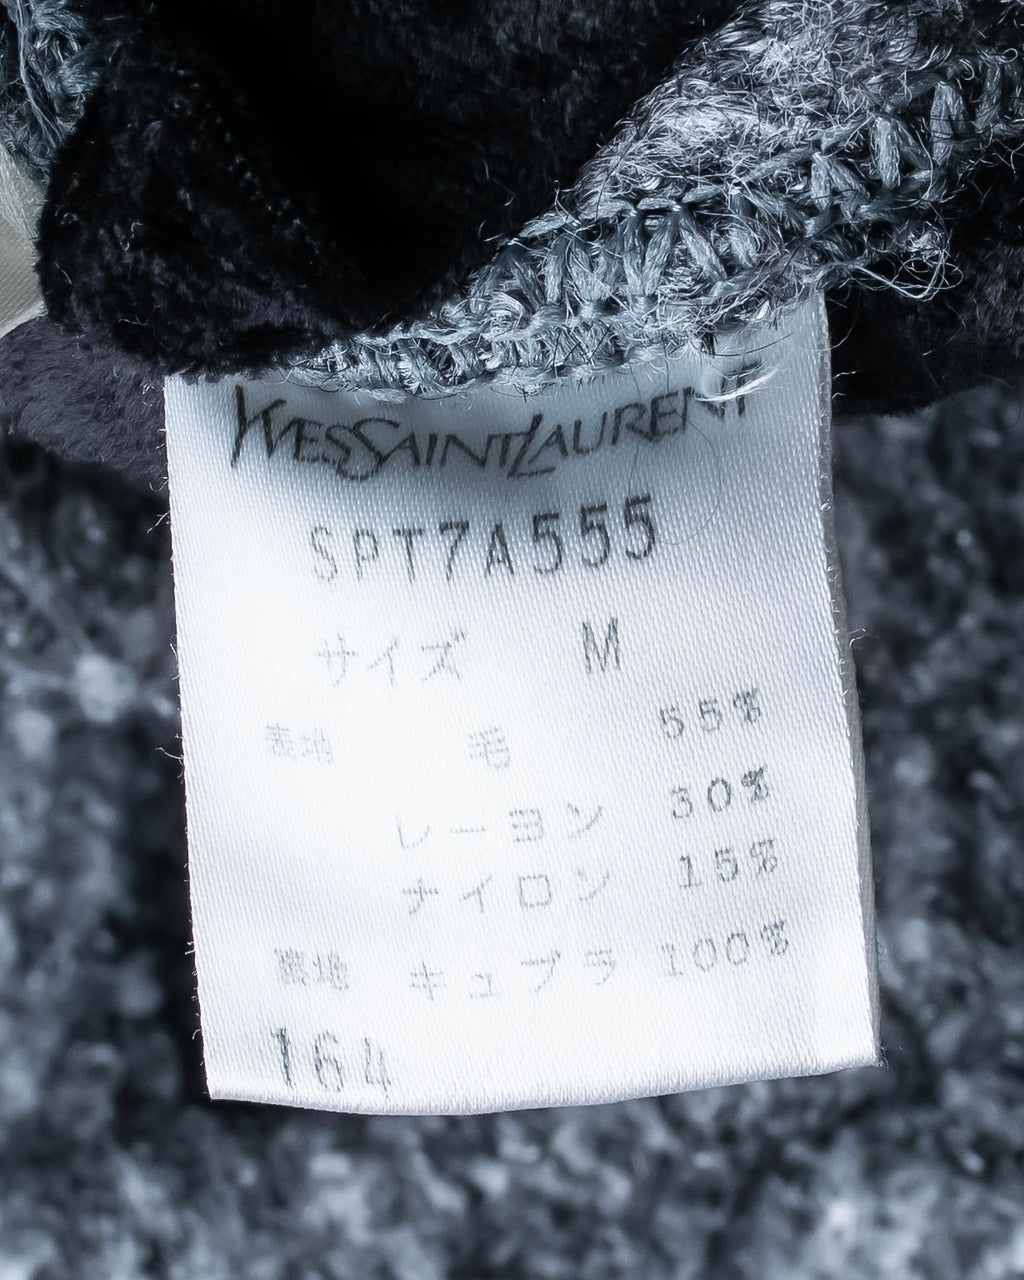 YVESSAINTLAURENT
SPT7A555
サイズ M
表地 毛 55%
レーヨン 30%
ナイロン 15%
裏地 キュプラ 100%
164